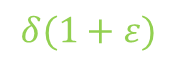 δ(1 + ε)